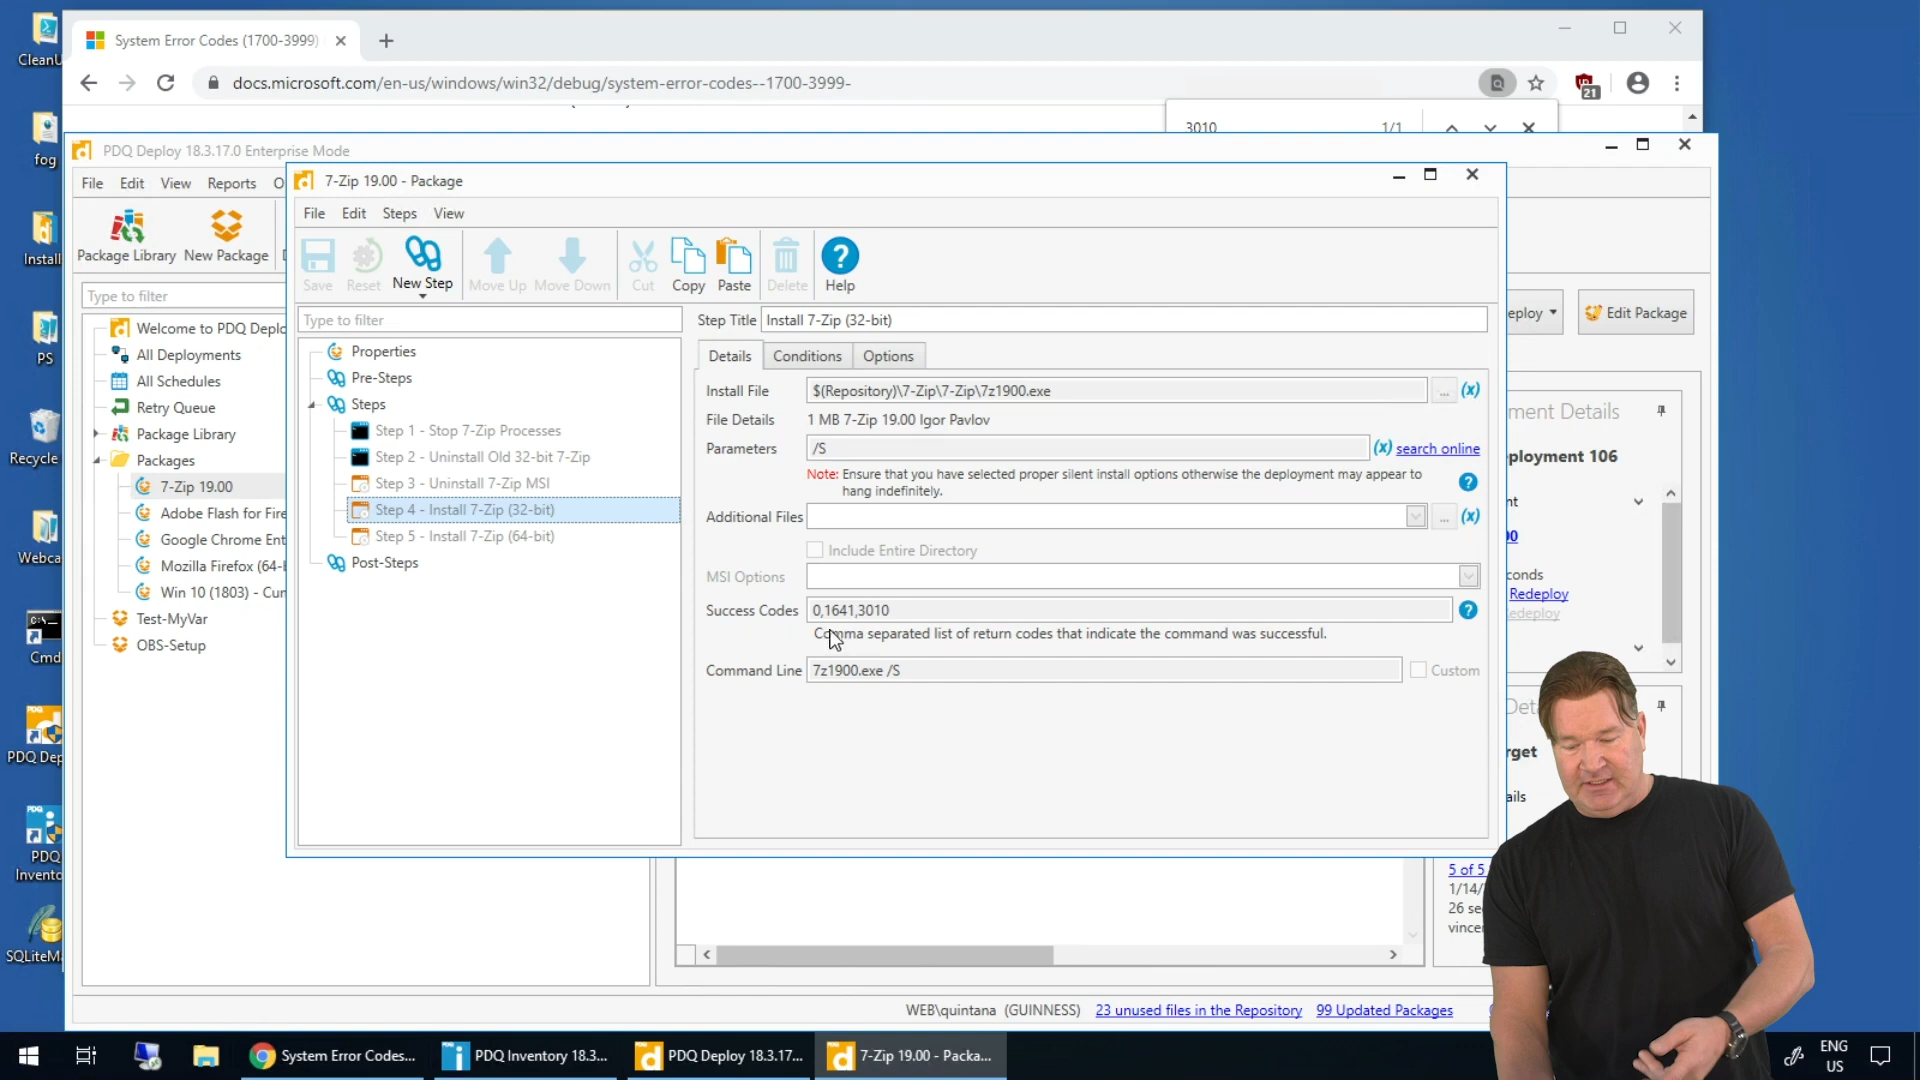 CleanU
fog
Install
PS
Recycle
Webca
Cmd
PDQ Dep
PDQ
Invento
SQLiteMa
System Error Codes (1700-3999)
docs.microsoft.com/en-us/windows/win32/debug/system-error-codes--1700-3999-
21
3010
1/1
PDQ Deploy 18.3.17.0 Enterprise Mode
File Edit View Reports O
Package Library New Package
Type to filter
Welcome to PDQ Deplo
All Deployments
All Schedules
Retry Queue
Package Library
Packages
7-Zip 19.00
Adobe Flash for Fire
Google Chrome Ent
Mozilla Firefox (64-b
Win 10 (1803) - Cum
Test-MyVar
OBS-Setup
7-Zip 19.00 - Package
File Edit Steps View
Save Reset New Step Move Up Move Down Cut Copy Paste Delete Help
Type to filter
Properties
Pre-Steps
Steps
Step 1 - Stop 7-Zip Processes
Step 2 - Uninstall Old 32-bit 7-Zip
Step 3 - Uninstall 7-Zip MSI
Step 4 - Install 7-Zip (32-bit)
Step 5 - Install 7-Zip (64-bit)
Post-Steps
Step Title Install 7-Zip (32-bit)
Details Conditions Options
Install File $(Repository)\7-Zip\7-Zip\7z1900.exe ... (x)
File Details 1 MB 7-Zip 19.00 Igor Pavlov
Parameters /S (x) search online
Note: Ensure that you have selected proper silent install options otherwise the deployment may appear to
hang indefinitely.
Additional Files ... (x)
Include Entire Directory
MSI Options
Success Codes 0,1641,3010
Comma separated list of return codes that indicate the command was successful.
Command Line 7z1900.exe /S Custom
eploy Edit Package
ment Details
ployment 106
nt
00
conds
Redeploy
edeploy
Deta
rget
ails
5 of 5
1/14/
26 se
vince
WEB\quintana (GUINNESS) 23 unused files in the Repository 99 Updated Packages
System Error Codes... PDQ Inventory 18.3... PDQ Deploy 18.3.17... 7-Zip 19.00 - Packa...
ENG
US